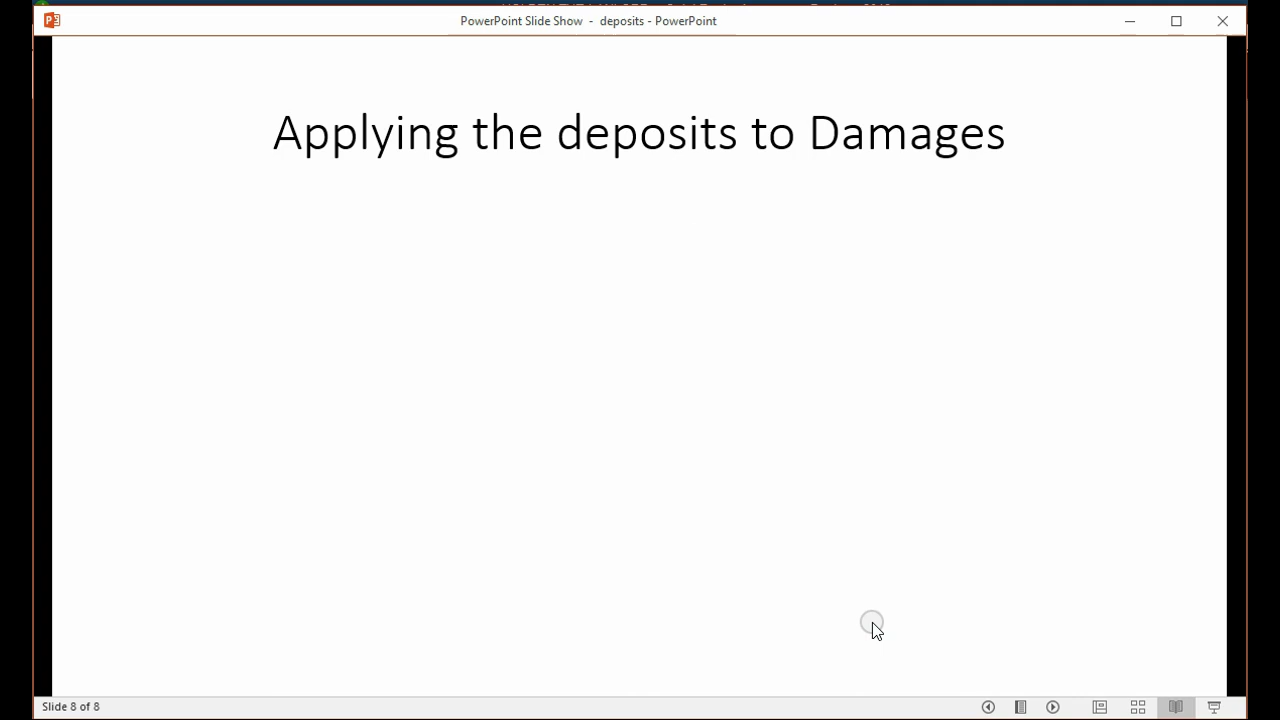 PowerPoint Slide Show - deposits - PowerPoint
Applying the deposits to Damages
Slide 8 of 8